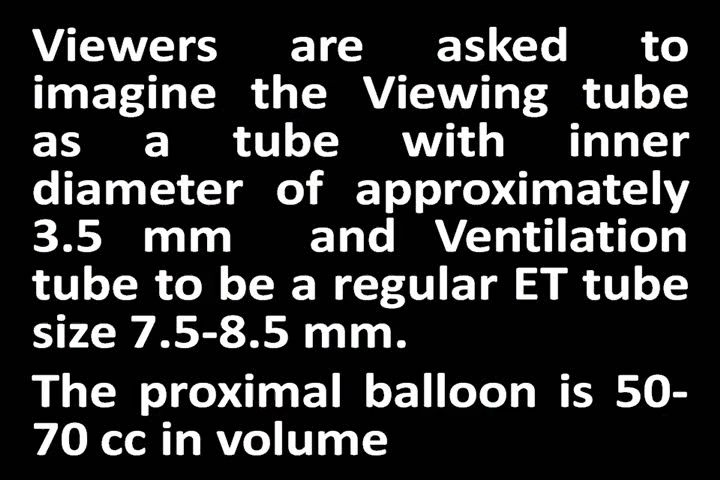 Viewers are asked to
imagine the Viewing tube
as a tube with inner
diameter of approximately
3.5 mm and Ventilation
tube to be a regular ET tube
size 7.5-8.5 mm.
The proximal balloon is 50-
70 cc in volume